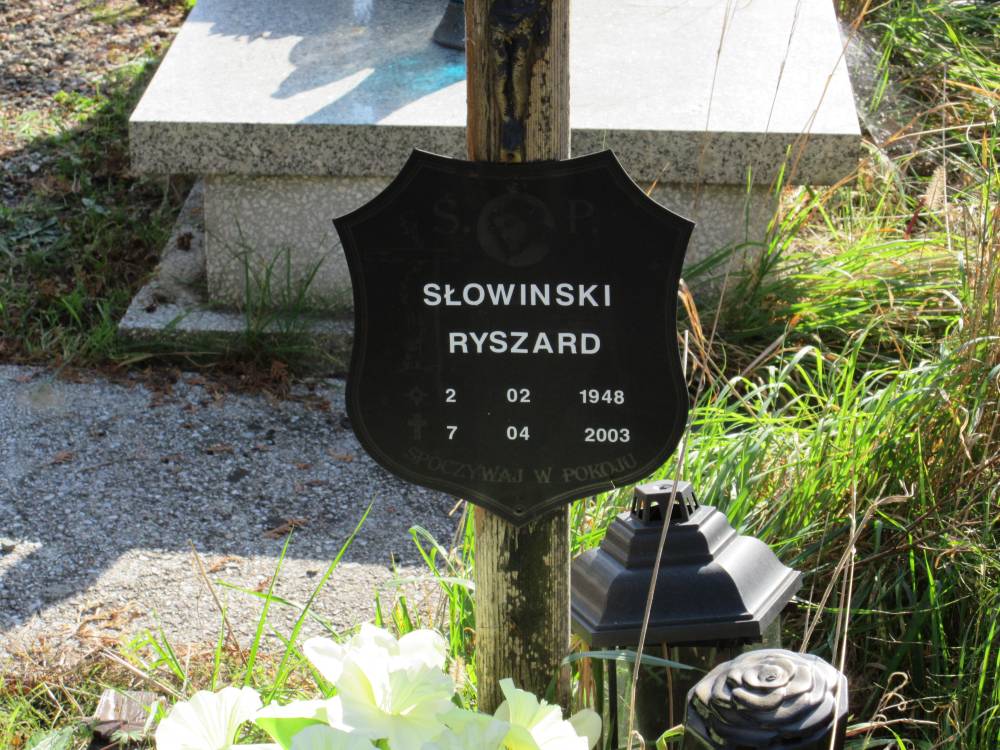 Ś. P.
SŁOWINSKI
RYSZARD
2 02 1948
7 04 2003
SPOCZYWAJ W POKOJU